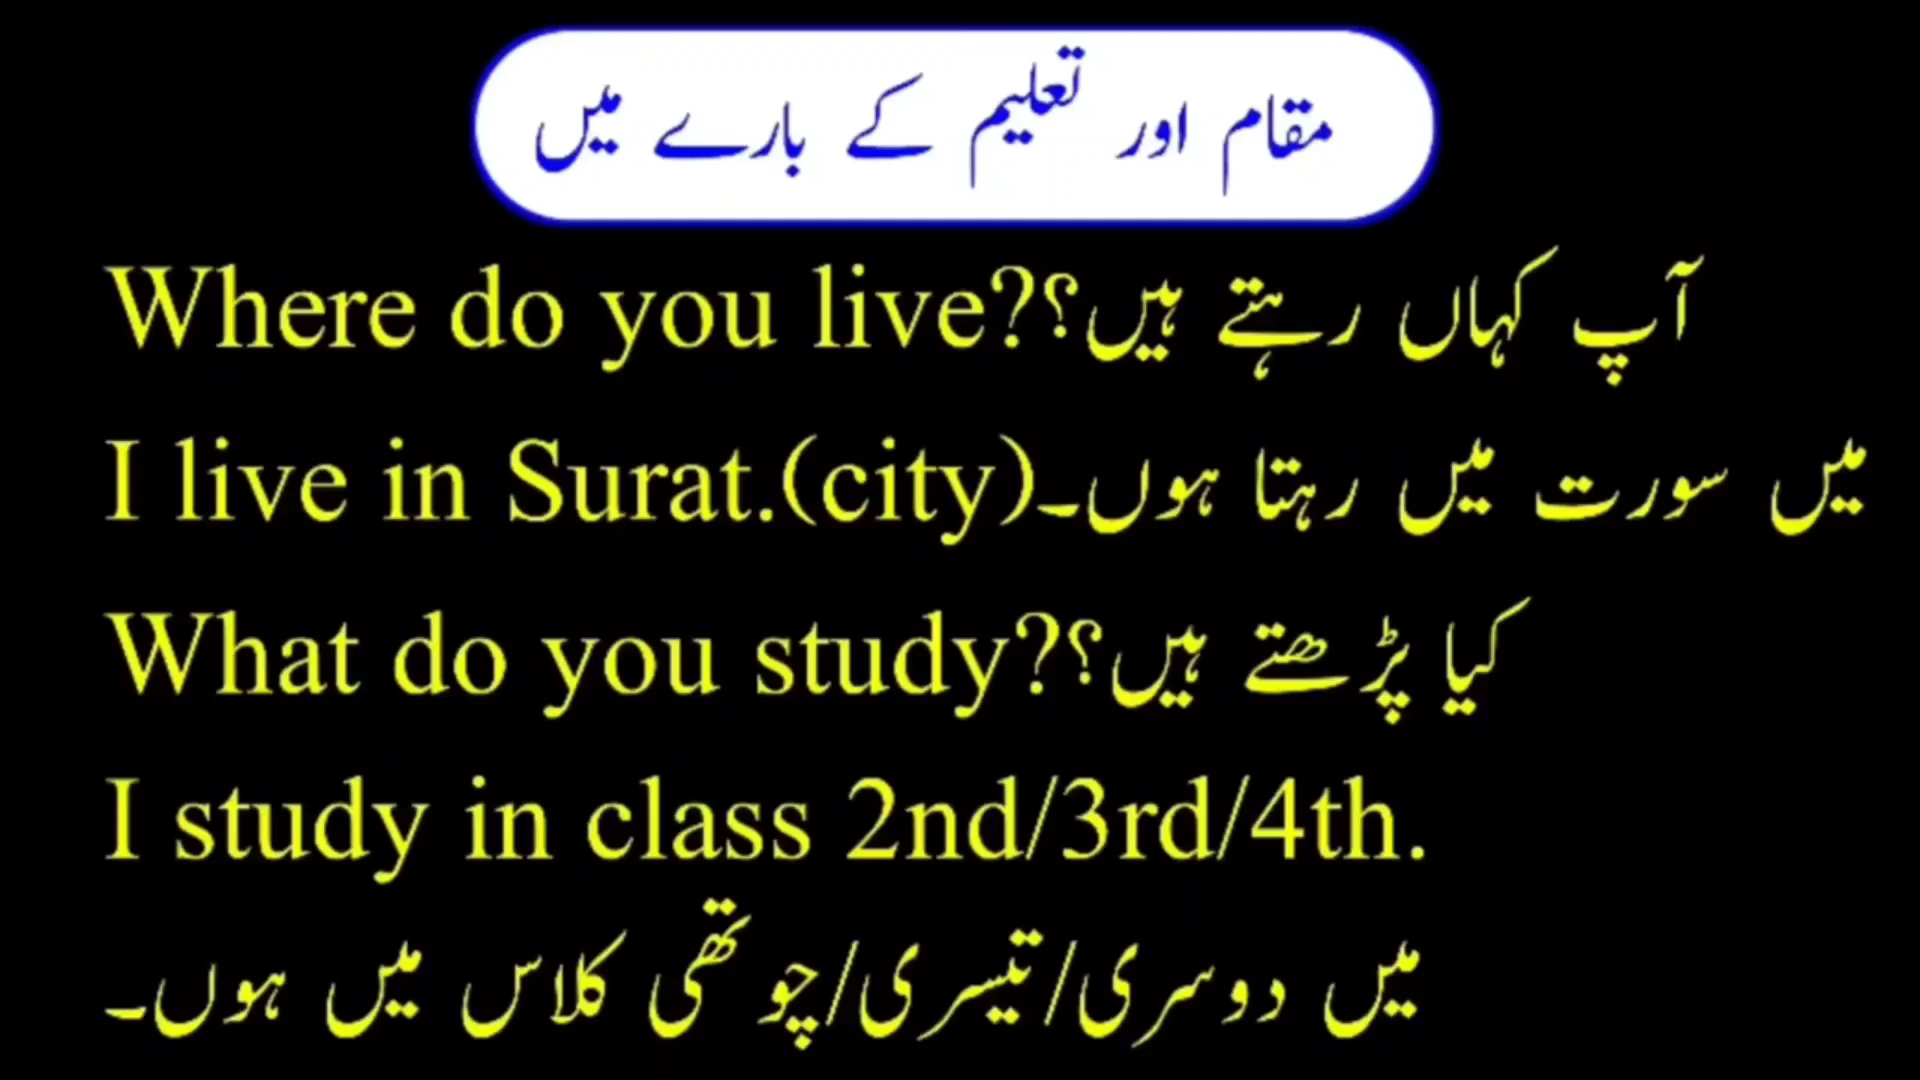 مقام اور تعلیم کے بارے میں
Where do you live?آپ کہاں رہتے ہیں؟
I live in Surat.(city)میں سورت میں رہتا ہوں۔
What do you study?کیا پڑھتے ہیں؟
I study in class 2nd/3rd/4th.
میں دوسری/تیسری/چوتھی کلاس میں ہوں۔